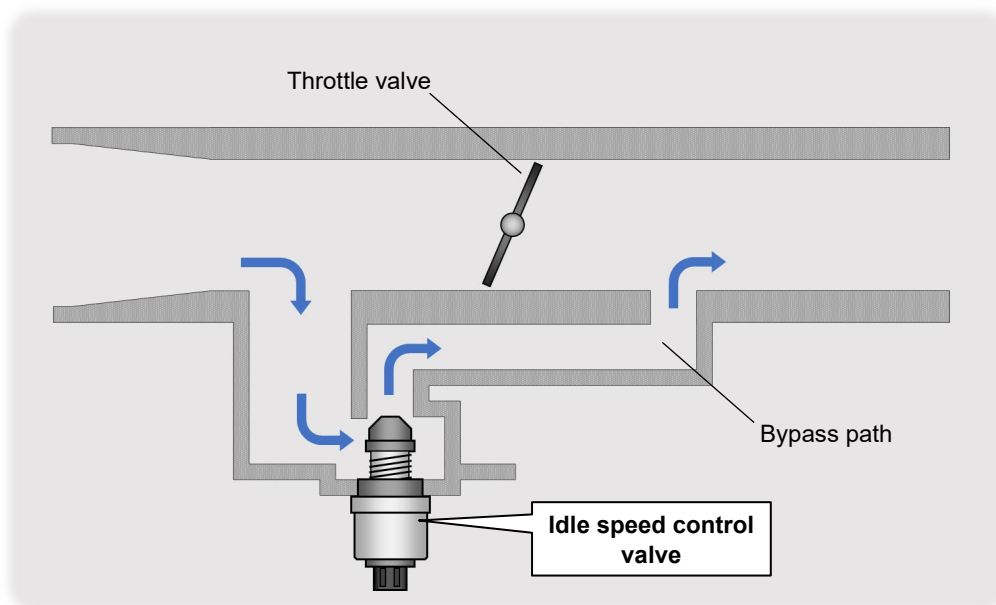 Throttle valve
Bypass path
Idle speed control
valve